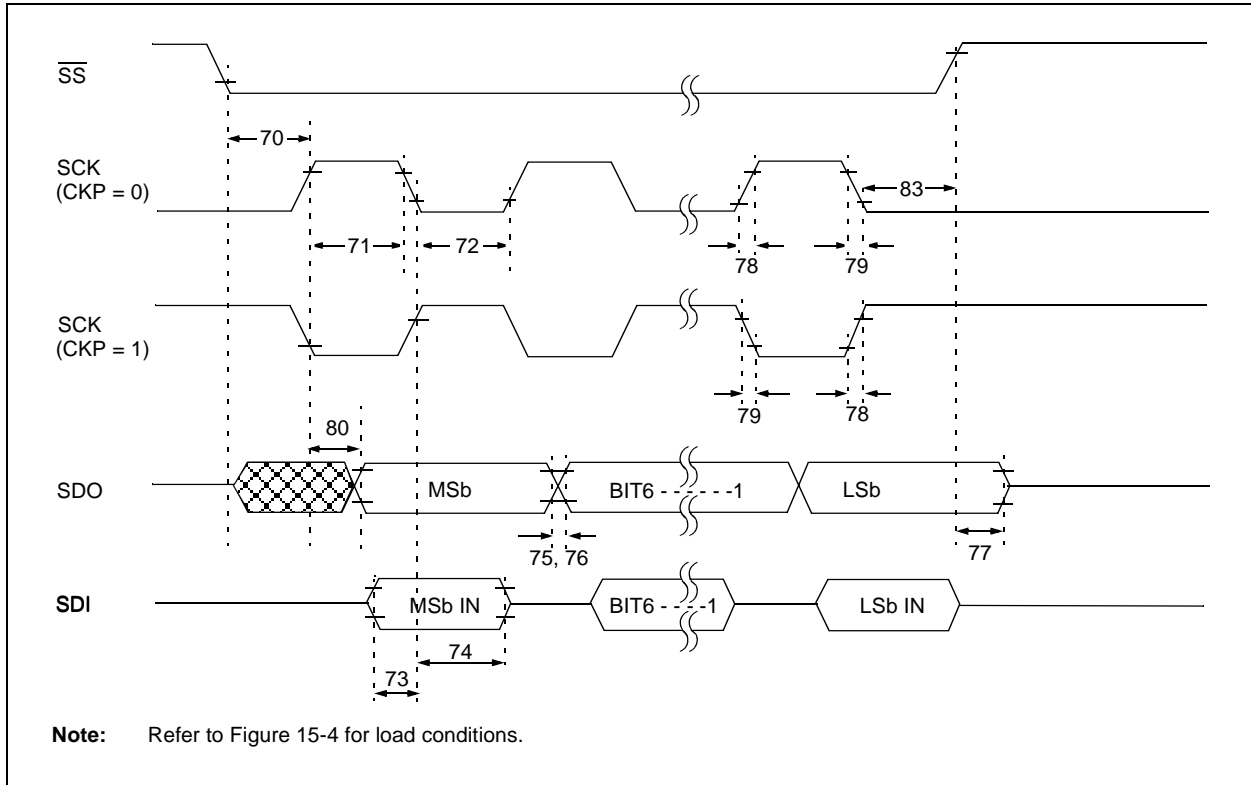 SS
70
SCK
(CKP = 0)
83
71
72
78
79
SCK
(CKP = 1)
79
78
80
SDO
MSb
BIT6 - - - - - - -1
LSb
75, 76
77
SDI
MSb IN
BIT6 - - - - -1
LSb IN
74
73
Note: Refer to Figure 15-4 for load conditions.